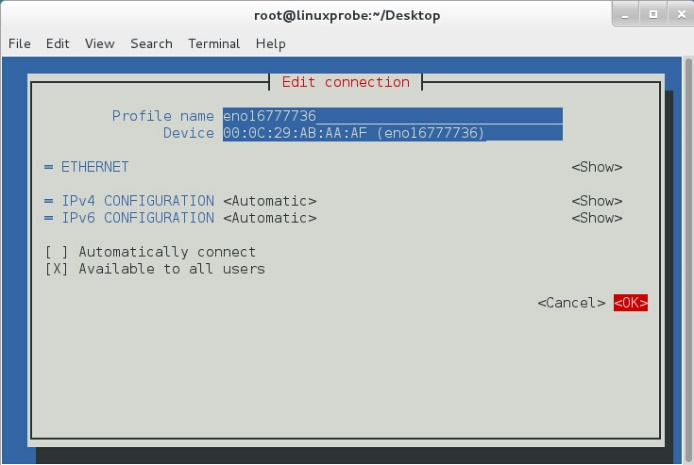 root@linuxprobe:~/Desktop
File Edit View Search Terminal Help
Edit connection
Profile name eno16777736
Device 00:0C:29:AB:AA:AF (eno16777736)
= ETHERNET <Show>
= IPv4 CONFIGURATION <Automatic> <Show>
= IPv6 CONFIGURATION <Automatic> <Show>
[ ] Automatically connect
[X] Available to all users
<Cancel> <OK>